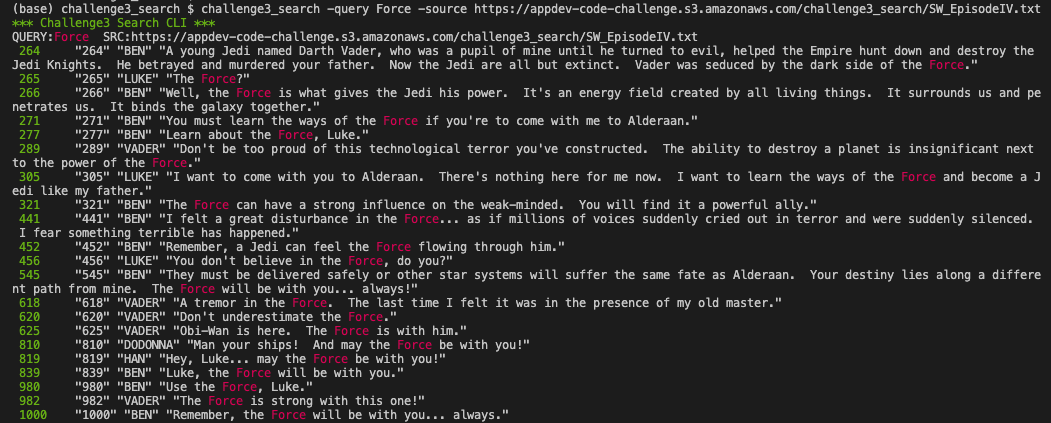 (base) challenge3_search $ challenge3_search -query Force -source https://appdev-code-challenge.s3.amazonaws.com/challenge3_search/SW_EpisodeIV.txt
*** Challenge3 Search CLI ***
QUERY:Force  SRC:https://appdev-code-challenge.s3.amazonaws.com/challenge3_search/SW_EpisodeIV.txt
264     "264" "BEN" "A young Jedi named Darth Vader, who was a pupil of mine until he turned to evil, helped the Empire hunt down and destroy the
Jedi Knights.  He betrayed and murdered your father.  Now the Jedi are all but extinct.  Vader was seduced by the dark side of the Force."
265     "265" "LUKE" "The Force?"
266     "266" "BEN" "Well, the Force is what gives the Jedi his power.  It's an energy field created by all living things.  It surrounds us and pe
netrates us.  It binds the galaxy together."
271     "271" "BEN" "You must learn the ways of the Force if you're to come with me to Alderaan."
277     "277" "BEN" "Learn about the Force, Luke."
289     "289" "VADER" "Don't be too proud of this technological terror you've constructed.  The ability to destroy a planet is insignificant next
to the power of the Force."
305     "305" "LUKE" "I want to come with you to Alderaan.  There's nothing here for me now.  I want to learn the ways of the Force and become a J
edi like my father."
321     "321" "BEN" "The Force can have a strong influence on the weak-minded.  You will find it a powerful ally."
441     "441" "BEN" "I felt a great disturbance in the Force... as if millions of voices suddenly cried out in terror and were suddenly silenced.
I fear something terrible has happened."
452     "452" "BEN" "Remember, a Jedi can feel the Force flowing through him."
456     "456" "LUKE" "You don't believe in the Force, do you?"
545     "545" "BEN" "They must be delivered safely or other star systems will suffer the same fate as Alderaan.  Your destiny lies along a differe
nt path from mine.  The Force will be with you... always!"
618     "618" "VADER" "A tremor in the Force.  The last time I felt it was in the presence of my old master."
620     "620" "VADER" "Don't underestimate the Force."
625     "625" "VADER" "Obi-Wan is here.  The Force is with him."
810     "810" "DODONNA" "Man your ships!  And may the Force be with you!"
819     "819" "HAN" "Hey, Luke... may the Force be with you!"
839     "839" "BEN" "Luke, the Force will be with you."
980     "980" "BEN" "Use the Force, Luke."
982     "982" "VADER" "The Force is strong with this one!"
1000     "1000" "BEN" "Remember, the Force will be with you... always."